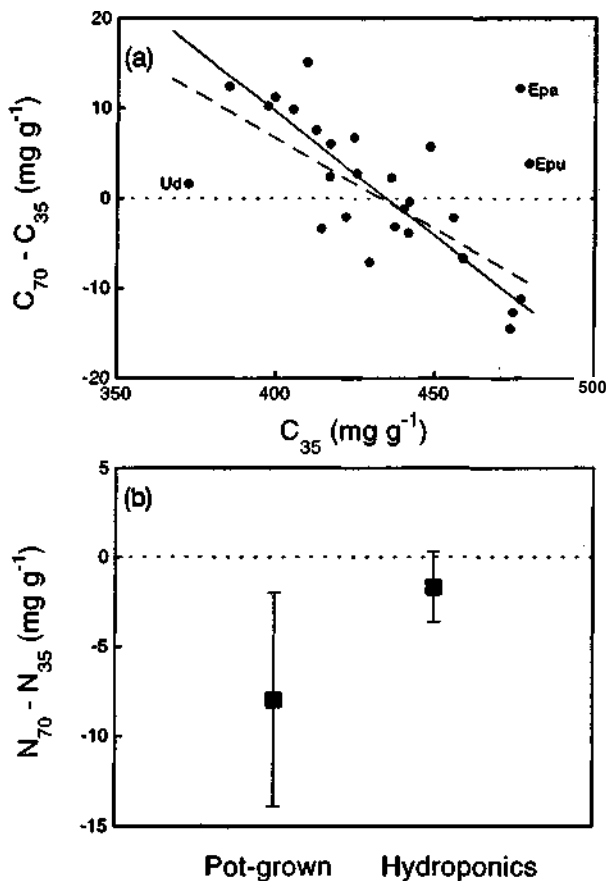 (a)
20
10
0
-10
-20
C70 - C35 (mg g-1)
Epa
Epu
Ud
350
400
450
500
C35 (mg g-1)
(b)
5
0
-5
-10
-15
N70 - N35 (mg g-1)
Pot-grown
Hydroponics